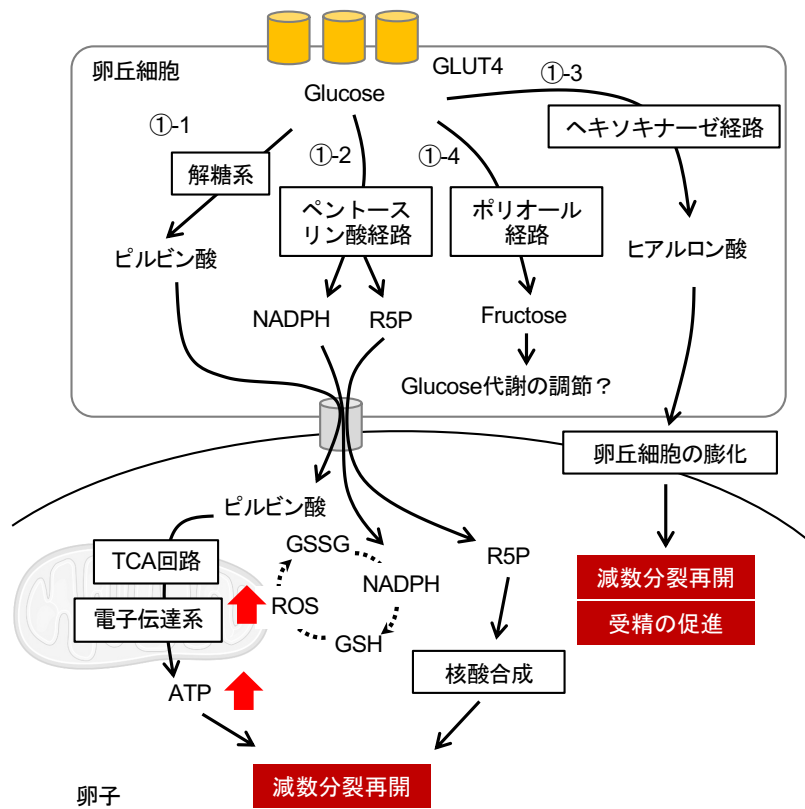 卵丘細胞
GLUT4
Glucose
①-3
①-1
①-2
①-4
ヘキソキナーゼ経路
解糖系
ペントース
リン酸経路
ポリオール
経路
ピルビン酸
ヒアルロン酸
NADPH
R5P
Fructose
Glucose代謝の調節？
卵丘細胞の膨化
ピルビン酸
GSSG
TCA回路
NADPH
R5P
減数分裂再開
受精の促進
電子伝達系
ROS
GSH
ATP
核酸合成
減数分裂再開
卵子